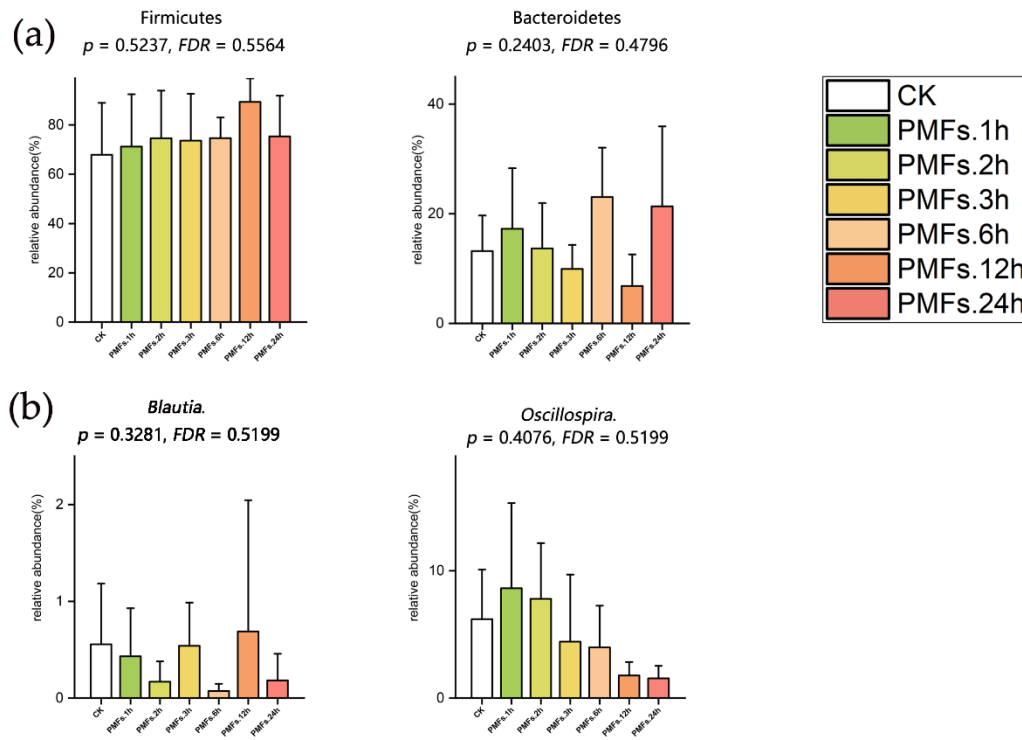 (a)
Firmicutes
p = 0.5237, FDR = 0.5564
relative abundance(%)
80
60
40
20
0
CK
PMFs.1h
PMFs.2h
PMFs.3h
PMFs.6h
PMFs.12h
PMFs.24h
Bacteroidetes
p = 0.2403, FDR = 0.4796
relative abundance(%)
40
20
0
CK
PMFs.1h
PMFs.2h
PMFs.3h
PMFs.6h
PMFs.12h
PMFs.24h
CK
PMFs.1h
PMFs.2h
PMFs.3h
PMFs.6h
PMFs.12h
PMFs.24h
(b)
Blautia.
p = 0.3281, FDR = 0.5199
relative abundance(%)
2
1
0
CK
PMFs.1h
PMFs.2h
PMFs.3h
PMFs.6h
PMFs.12h
PMFs.24h
Oscillospira.
p = 0.4076, FDR = 0.5199
relative abundance(%)
10
0
CK
PMFs.1h
PMFs.2h
PMFs.3h
PMFs.6h
PMFs.12h
PMFs.24h